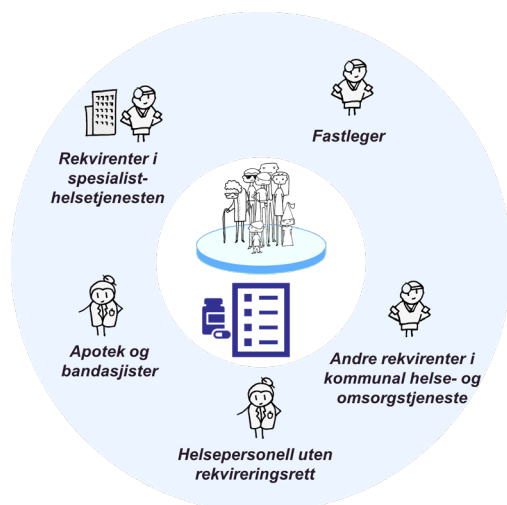 Fastleger
Rekvirenter i
spesialist-
helsetjenesten
Apotek og
bandasjister
Andre rekvirenter i
kommunal helse- og
omsorgstjeneste
Helsepersonell uten
rekvireringsrett